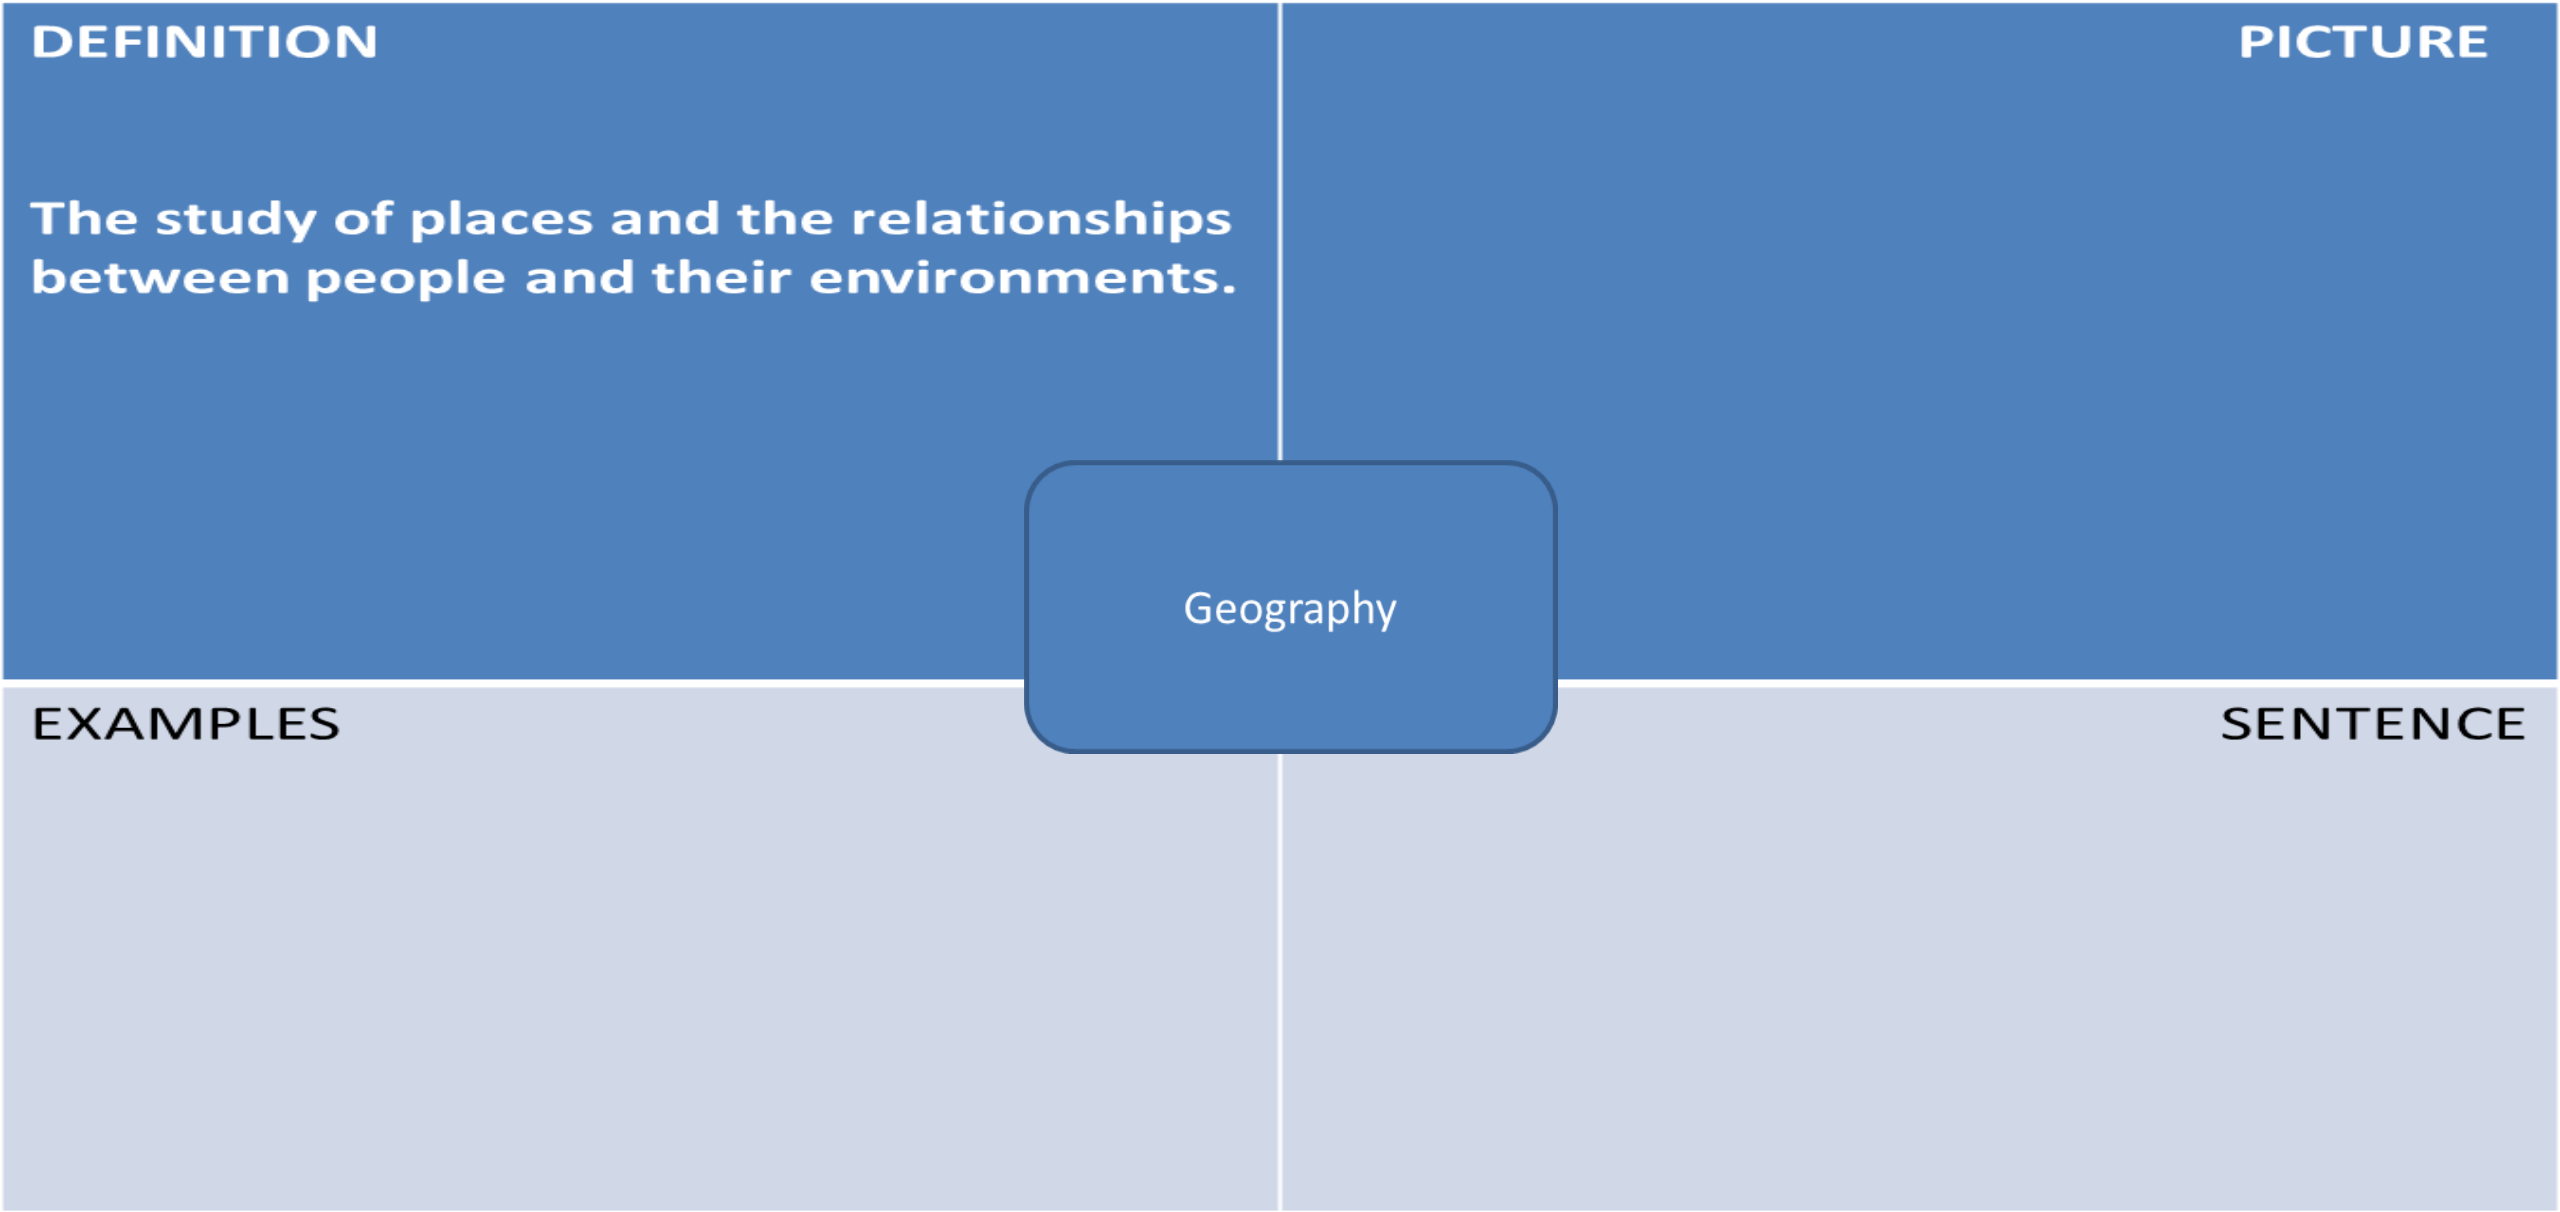 DEFINITION
PICTURE
The study of places and the relationships
between people and their environments.
Geography
EXAMPLES
SENTENCE